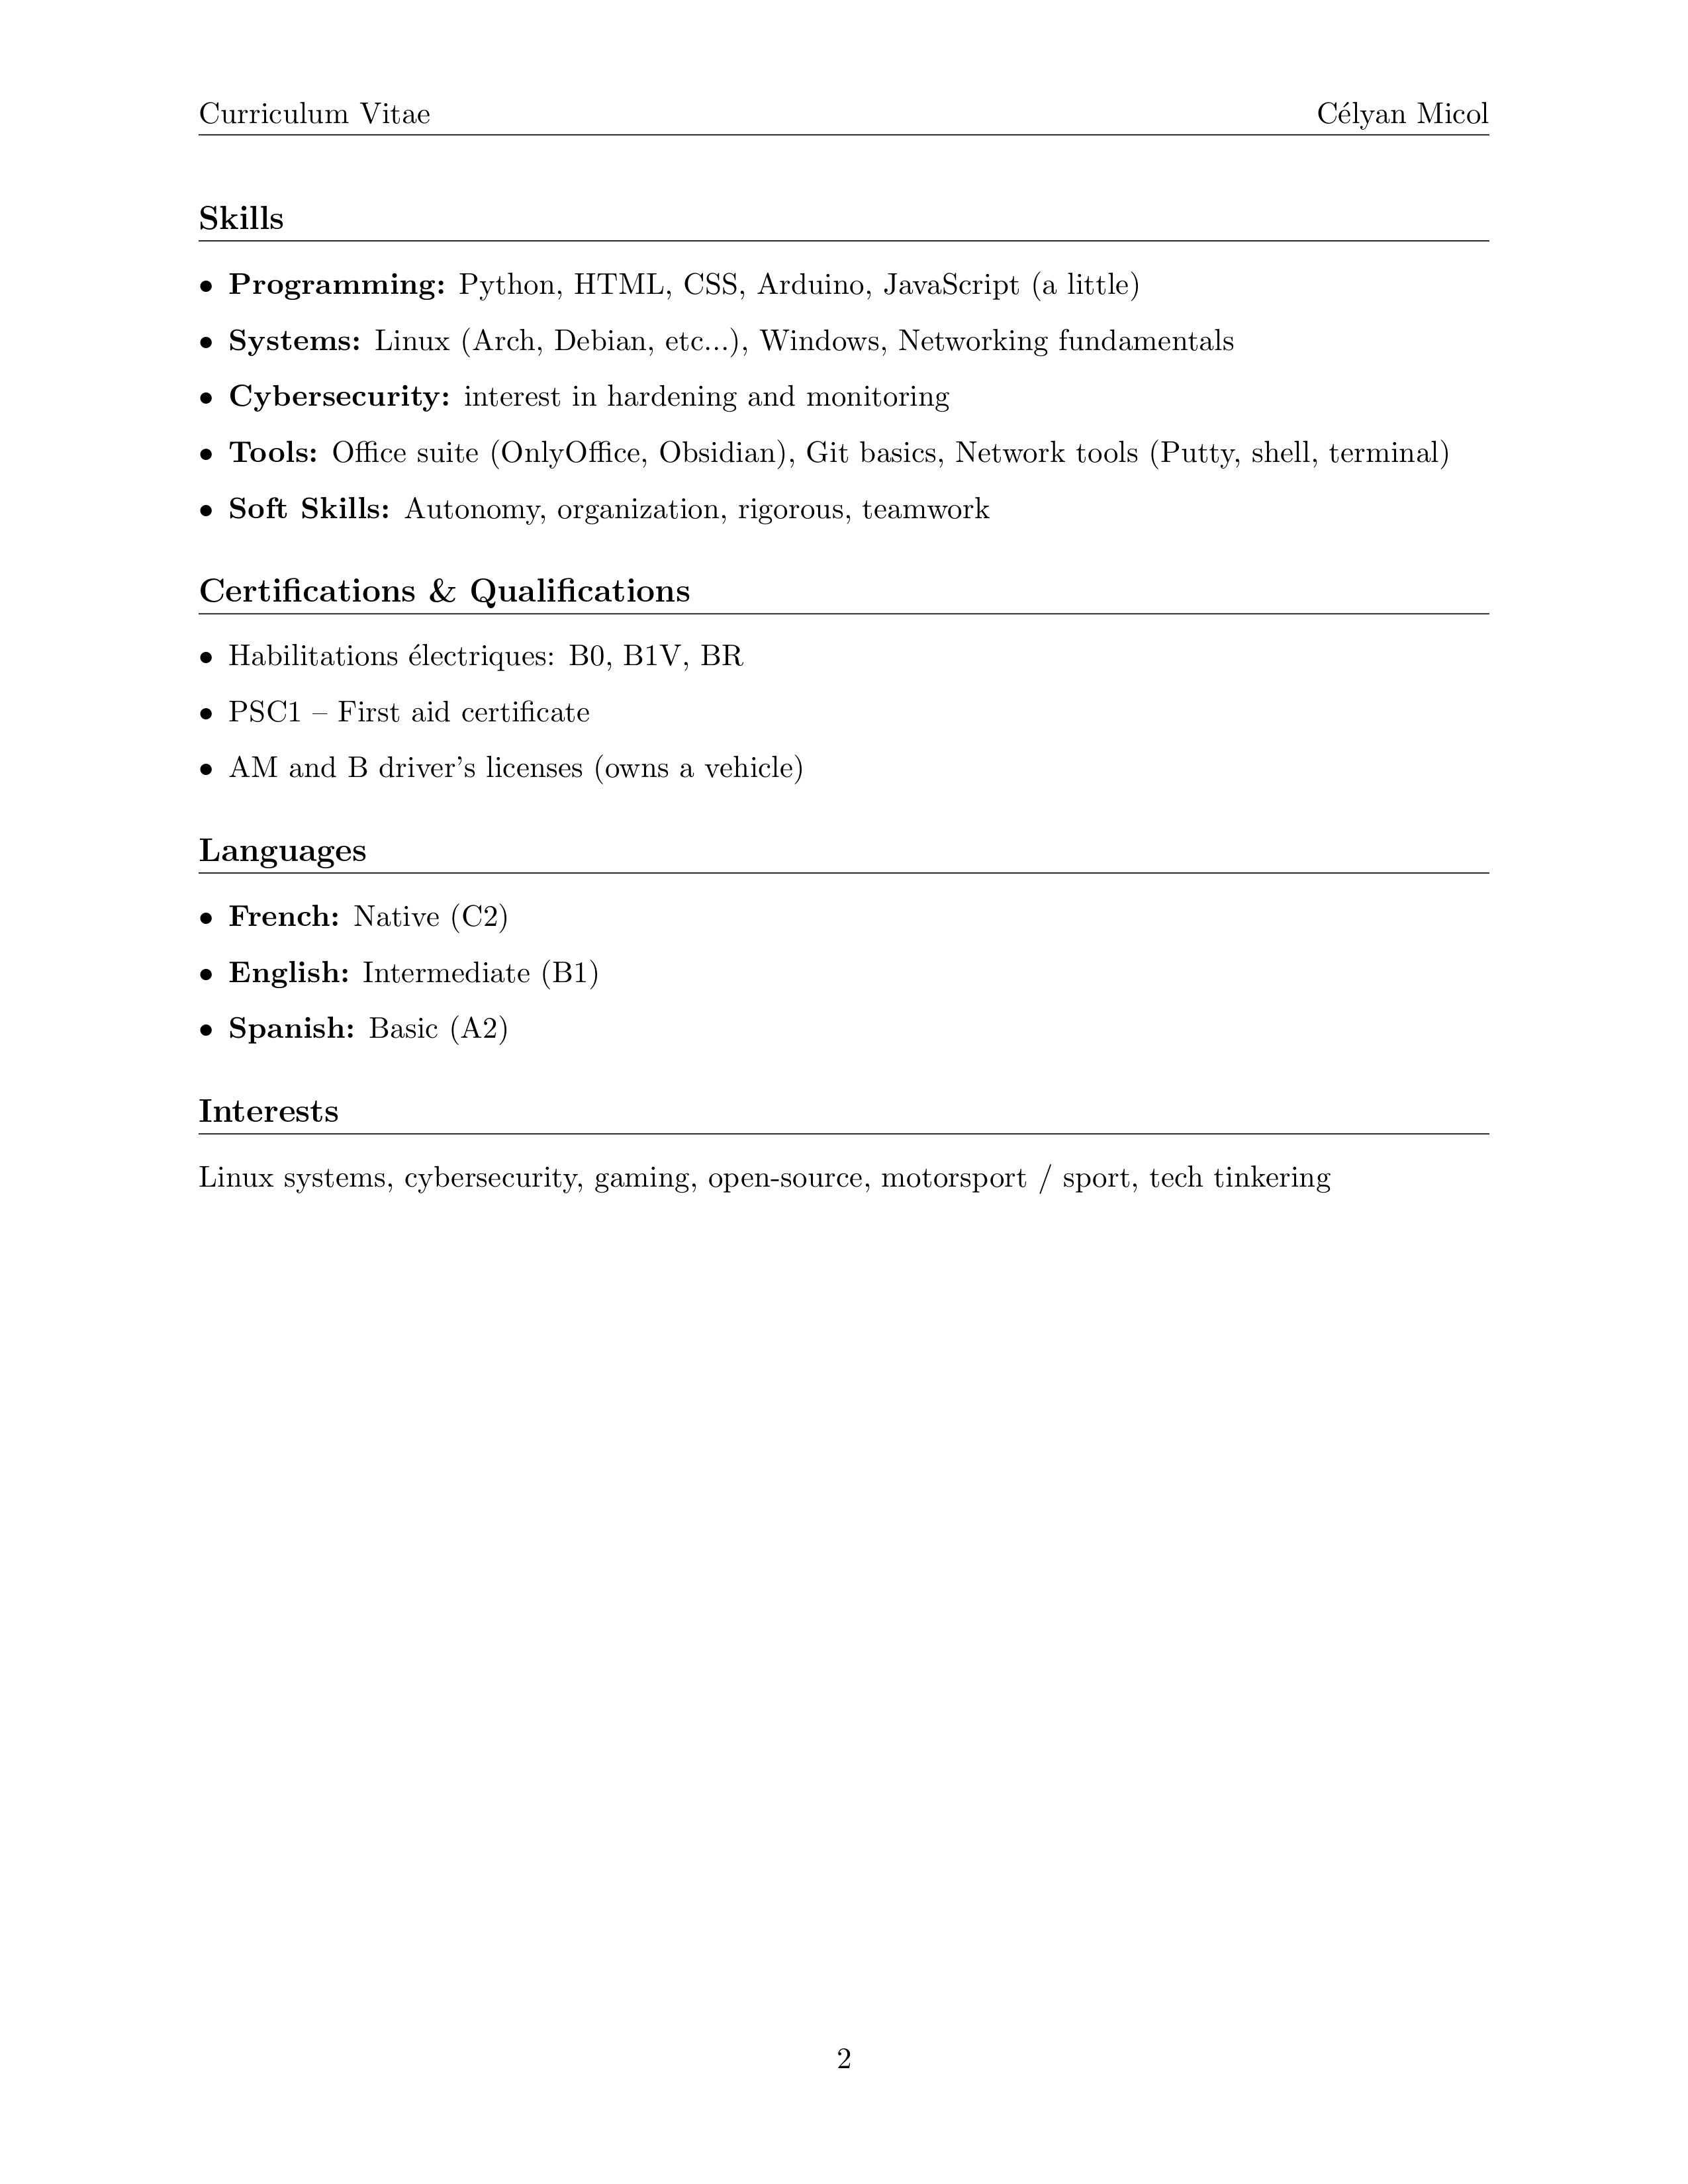 Curriculum Vitae Célyan Micol
Skills
• Programming: Python, HTML, CSS, Arduino, JavaScript (a little)
• Systems: Linux (Arch, Debian, etc...), Windows, Networking fundamentals
• Cybersecurity: interest in hardening and monitoring
• Tools: Office suite (OnlyOffice, Obsidian), Git basics, Network tools (Putty, shell, terminal)
• Soft Skills: Autonomy, organization, rigorous, teamwork
Certifications & Qualifications
• Habilitations électriques: B0, B1V, BR
• PSC1 – First aid certificate
• AM and B driver’s licenses (owns a vehicle)
Languages
• French: Native (C2)
• English: Intermediate (B1)
• Spanish: Basic (A2)
Interests
Linux systems, cybersecurity, gaming, open-source, motorsport / sport, tech tinkering
2